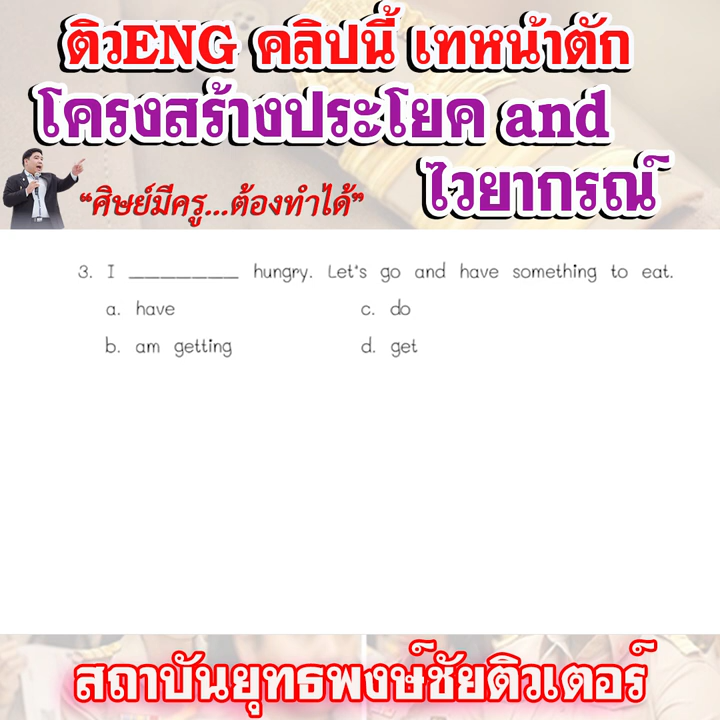 ติวENG คลิปนี้ เทหน้าตัก
โครงสร้างประโยค and
ไวยากรณ์
“ศิษย์มีครู...ต้องทำได้”
3. I _______ hungry. Let's go and have something to eat.
a. have
c. do
b. am getting
d. get
สถาบันยุทธพงษ์ชัยติวเตอร์